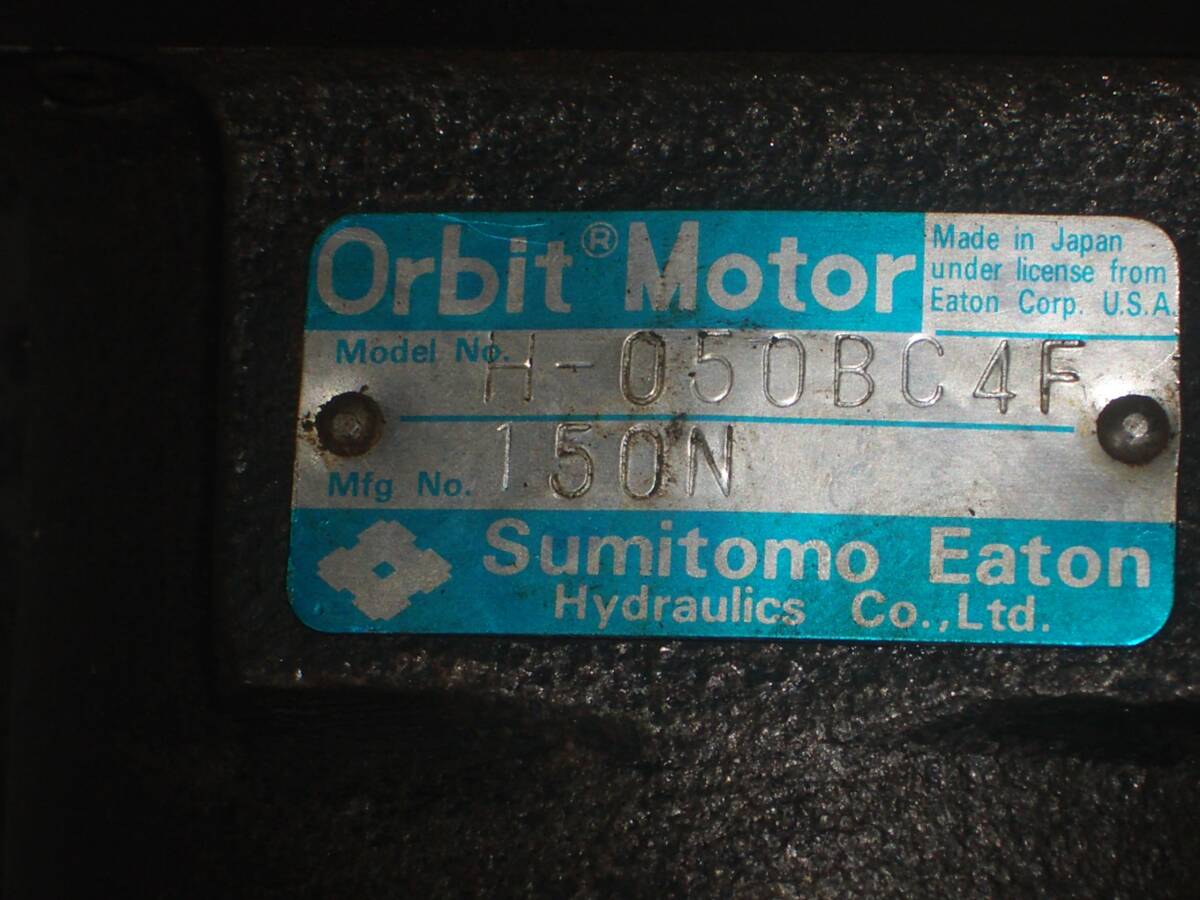 Orbit® Motor
Made in Japan
under license from
Eaton Corp. U.S.A.
Model No. H-050BC4F
Mfg No. 150N
Sumitomo Eaton
Hydraulics Co.,Ltd.